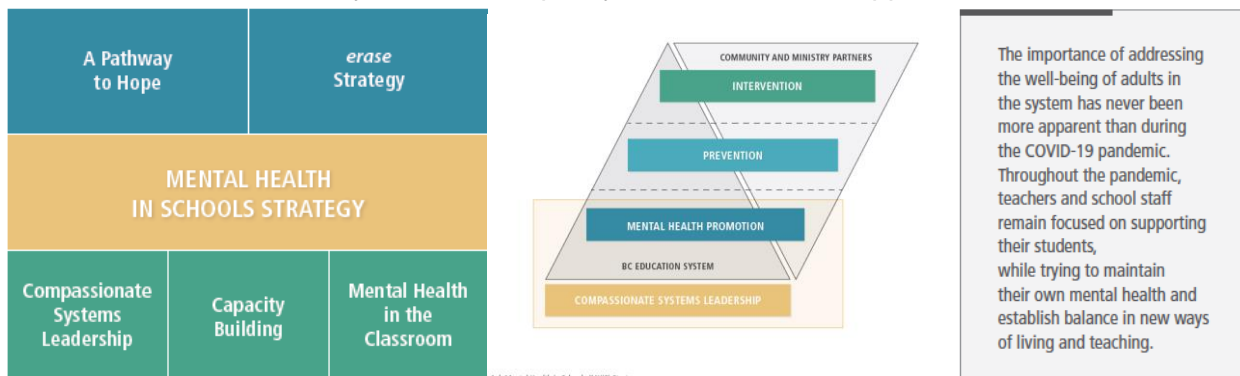 A Pathway
to Hope
erase
Strategy
MENTAL HEALTH
IN SCHOOLS STRATEGY
Compassionate
Systems
Leadership
Capacity
Building
Mental Health
in the
Classroom
COMMUNITY AND MINISTRY PARTNERS
INTERVENTION
PREVENTION
MENTAL HEALTH PROMOTION
BC EDUCATION SYSTEM
COMPASSIONATE SYSTEMS LEADERSHIP
The importance of addressing
the well-being of adults in
the system has never been
more apparent than during
the COVID-19 pandemic.
Throughout the pandemic,
teachers and school staff
remain focused on supporting
their students,
while trying to maintain
their own mental health and
establish balance in new ways
of living and teaching.